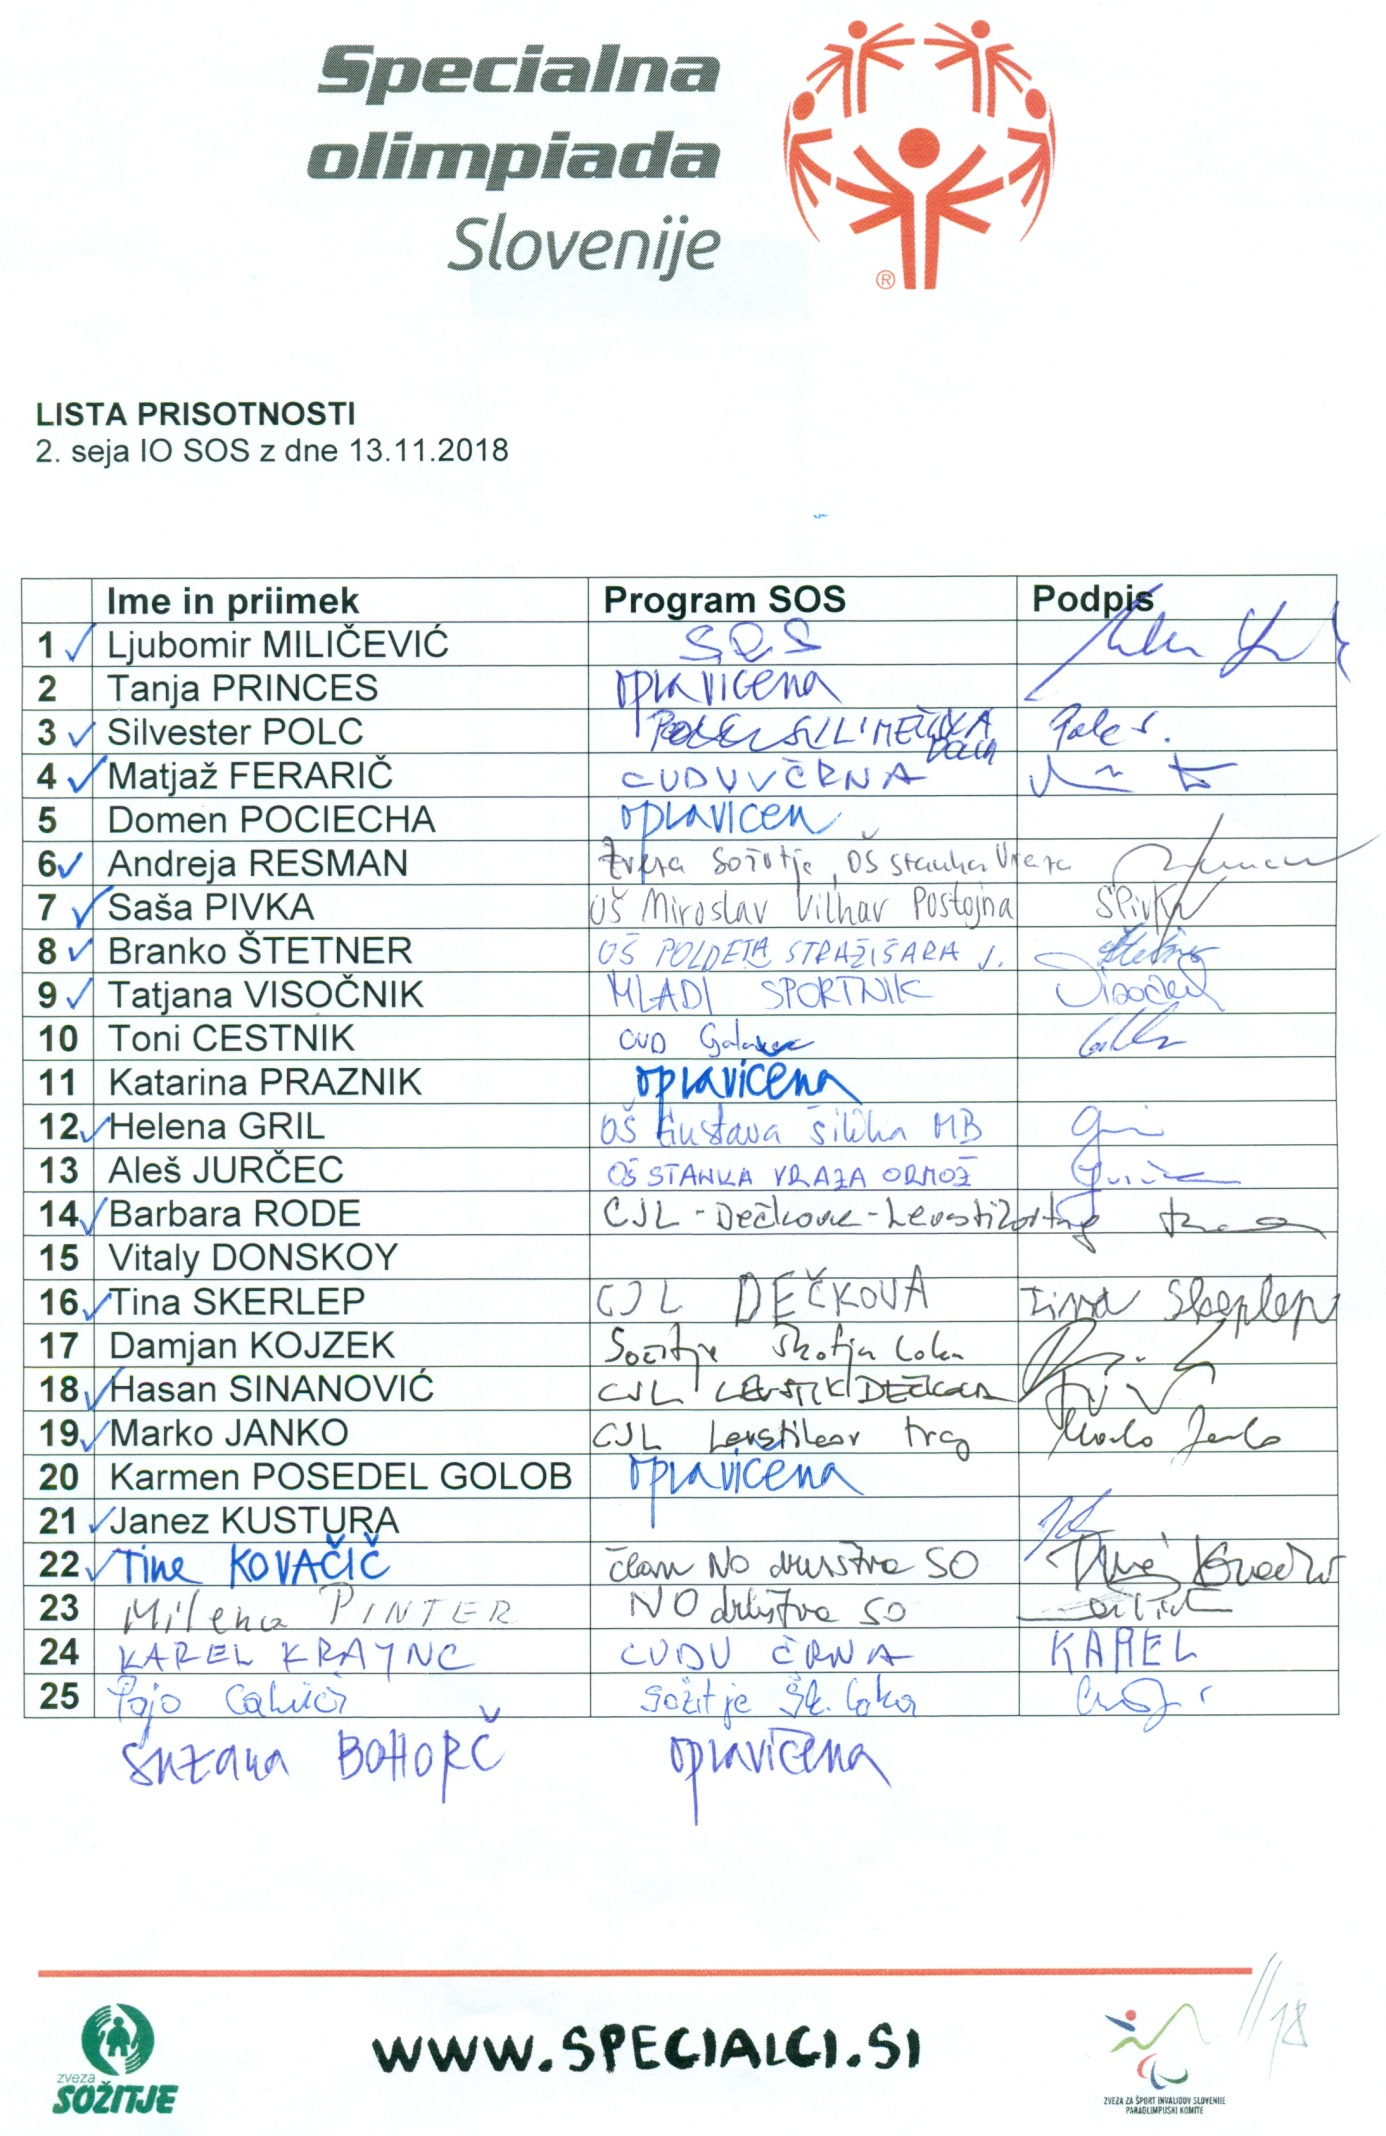 Specialna
olimpiada
Slovenije
®
LISTA PRISOTNOSTI
2. seja IO SOS z dne 13.11.2018
Ime in priimek Program SOS Podpis
1 Ljubomir MILIČEVIĆ SOS
2 Tanja PRINCES opravičena
3 Silvester POLC Polc S.
4 Matjaž FERARIČ CUDV ČRNA
5 Domen POCIECHA opravičen
6 Andreja RESMAN Zveza Sožitje, OŠ Stanka Vraza
7 Saša PIVKA OŠ Miroslav Vilhar Postojna SPivka
8 Branko ŠTETNER OŠ POLDETA STRAŽIŠARA J.
9 Tatjana VISOČNIK MLADI SPORTNIK Visočnik
10 Toni CESTNIK
11 Katarina PRAZNIK opravičena
12 Helena GRIL OŠ Gustava Šiliha MB
13 Aleš JURČEC OŠ STANKA VRAZA ORMOŽ
14 Barbara RODE CJL - Dečkova - Levstikov trg
15 Vitaly DONSKOY
16 Tina SKERLEP CJL DEČKOVA TINA Skerlep
17 Damjan KOJZEK Sožitje Škofja Loka
18 Hasan SINANOVIĆ CJL LEVSTIK DEČKOVA
19 Marko JANKO CJL Levstikov trg Marko Janko
20 Karmen POSEDEL GOLOB opravičena
21 Janez KUSTURA
22 Tine KOVAČIČ član NO društva SO
23 Milena PINTER NO društva SO
24 KAREL KRAJNC CUDV ČRNA KAREL
25 Sožitje Šk. Loka
Suzana BOHORČ opravičena
18
zveza
SOŽITJE
WWW.SPECIALCI.SI
ZVEZA ZA ŠPORT INVALIDOV SLOVENIJE
PARAOLIMPIJSKI KOMITE